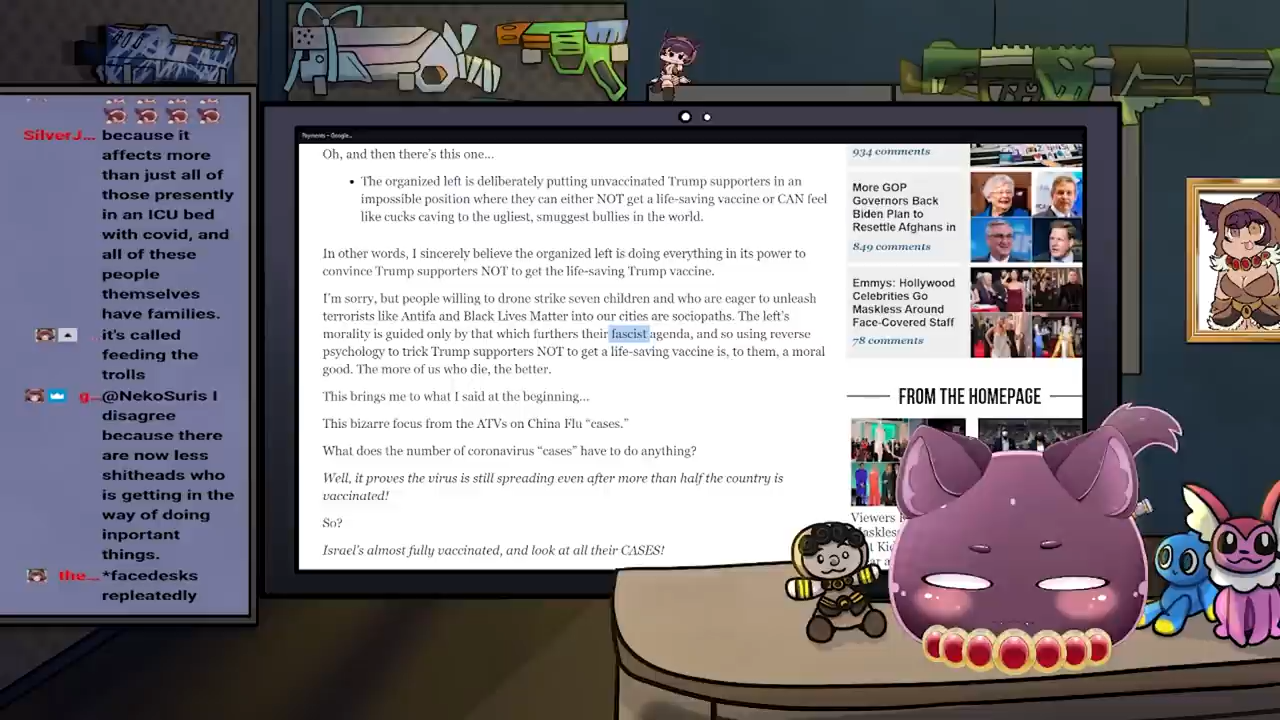 SilverJ...
because it
affects more
than just all of
those presently
in an ICU bed
with covid, and
all of these
people
themselves
have families.
it's called
feeding the
trolls
g... @NekoSuris I
disagree
because there
are now less
shitheads who
is getting in the
way of doing
inportant
things.
the... *facedesks
repeatedly
Payments – Google...
Oh, and then there's this one...
• The organized left is deliberately putting unvaccinated Trump supporters in an
impossible position where they can either NOT get a life-saving vaccine or CAN feel
like cucks caving to the ugliest, smuggest bullies in the world.
In other words, I sincerely believe the organized left is doing everything in its power to
convince Trump supporters NOT to get the life-saving Trump vaccine.
I'm sorry, but people willing to drone strike seven children and who are eager to unleash
terrorists like Antifa and Black Lives Matter into our cities are sociopaths. The left's
morality is guided only by that which furthers their fascist agenda, and so using reverse
psychology to trick Trump supporters NOT to get a life-saving vaccine is, to them, a moral
good. The more of us who die, the better.
This brings me to what I said at the beginning...
This bizarre focus from the ATVs on China Flu “cases.”
What does the number of coronavirus “cases” have to do anything?
Well, it proves the virus is still spreading even after more than half the country is
vaccinated!
So?
Israel's almost fully vaccinated, and look at all their CASES!
934 comments
More GOP
Governors Back
Biden Plan to
Resettle Afghans in
849 comments
Emmys: Hollywood
Celebrities Go
Maskless Around
Face-Covered Staff
78 comments
FROM THE HOMEPAGE
Viewers